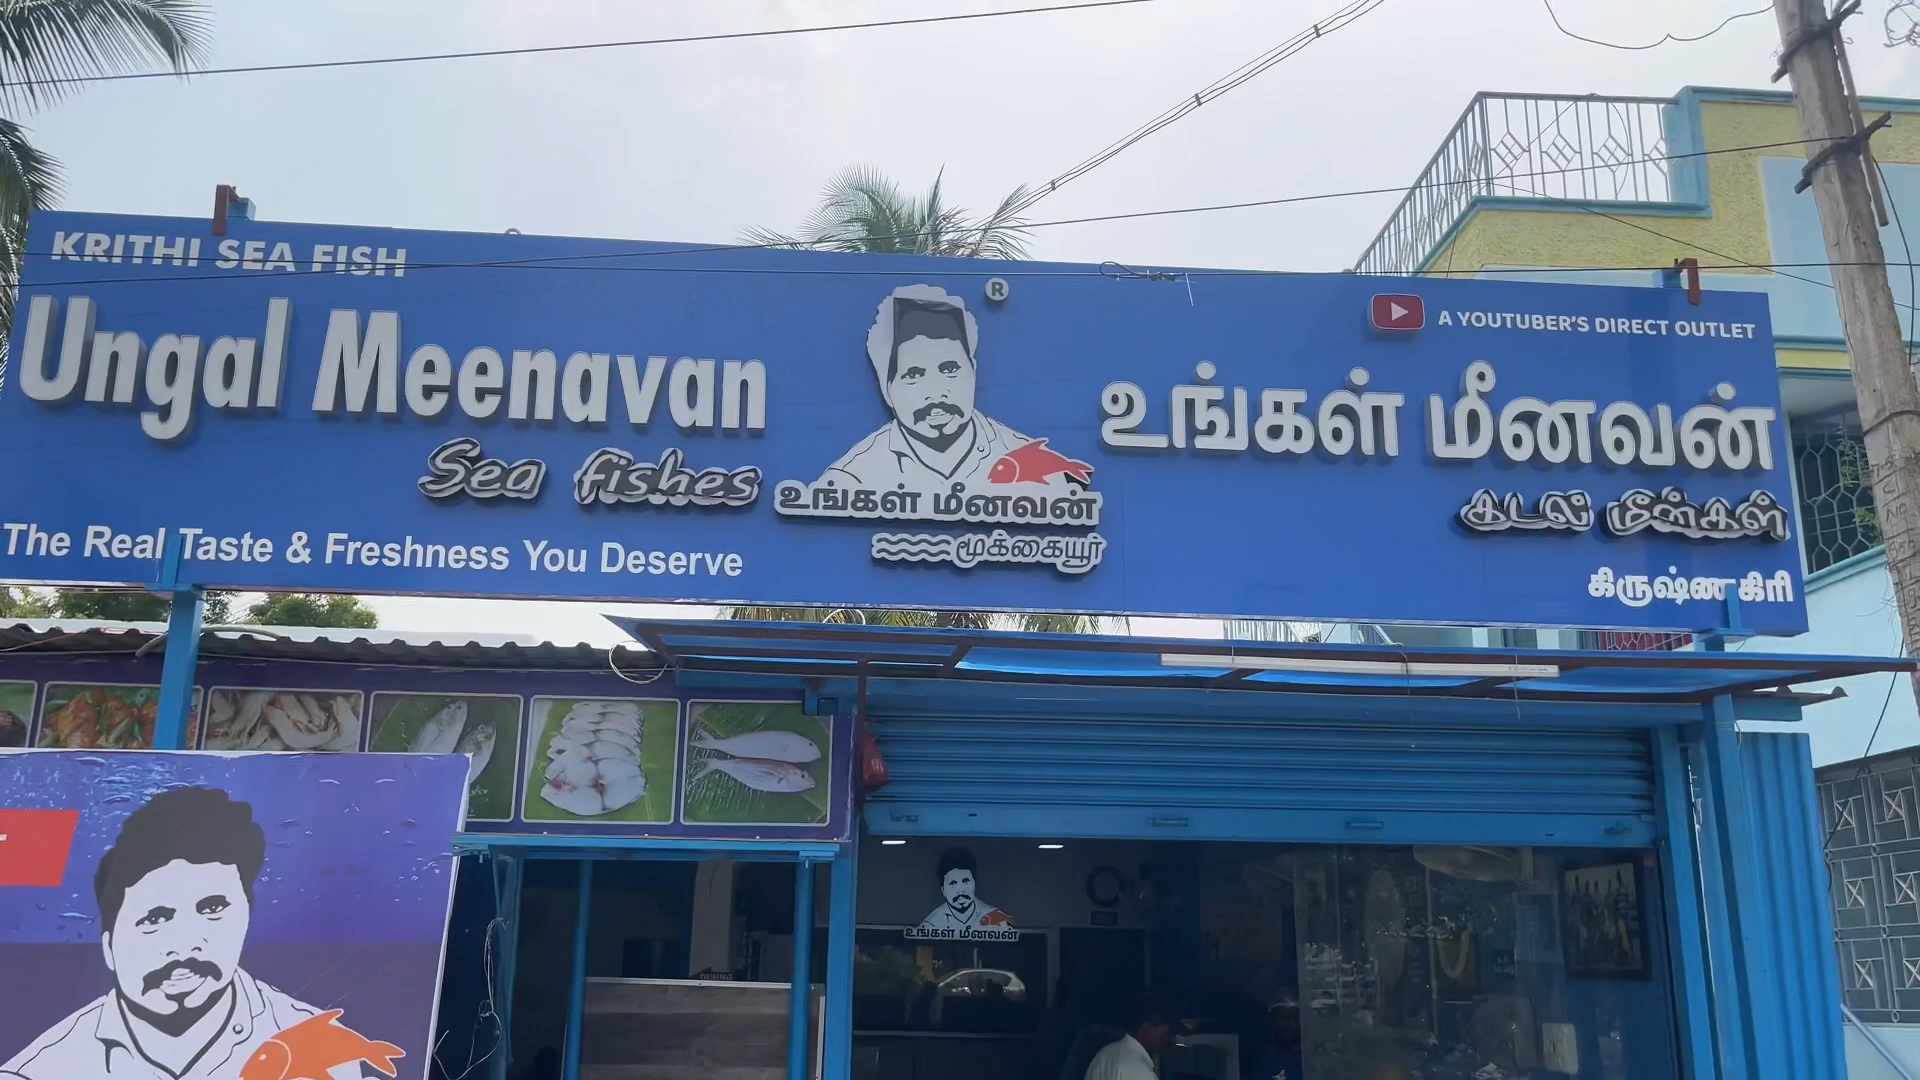 KRITHI SEA FISH
Ungal Meenavan
Sea fishes
The Real Taste & Freshness You Deserve
®
உங்கள் மீனவன்
மூக்கையூர்
A YOUTUBER'S DIRECT OUTLET
உங்கள் மீனவன்
கடல் மீன்கள்
கிருஷ்ணகிரி
உங்கள் மீனவன்